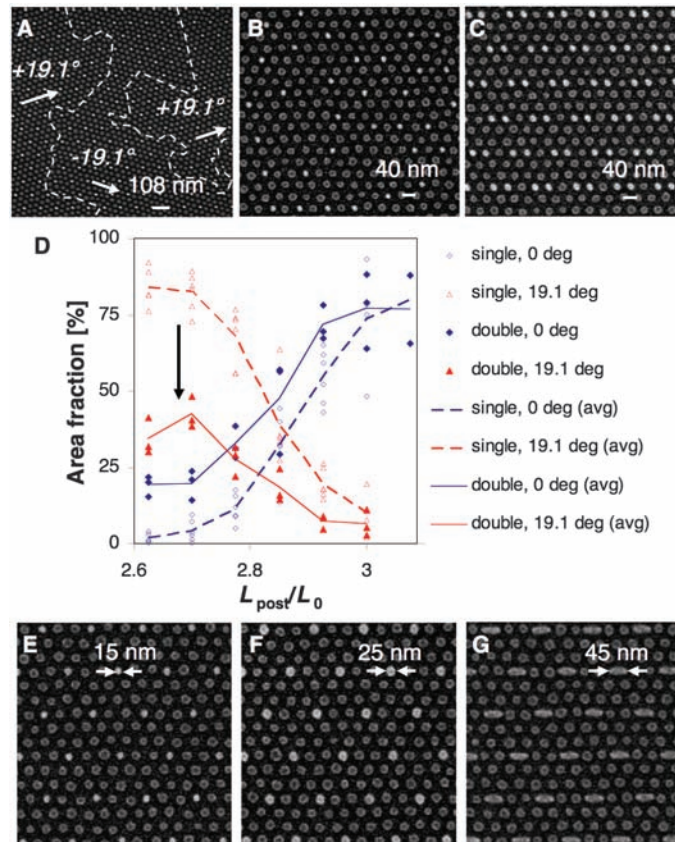 A
+19.1°
+19.1°
-19.1°
108 nm
B
40 nm
C
40 nm
D
100
75
50
25
0
Area fraction [%]
2.6
2.8
3
L_post/L_0
single, 0 deg
single, 19.1 deg
double, 0 deg
double, 19.1 deg
single, 0 deg (avg)
single, 19.1 deg (avg)
double, 0 deg (avg)
double, 19.1 deg (avg)
E
15 nm
F
25 nm
G
45 nm